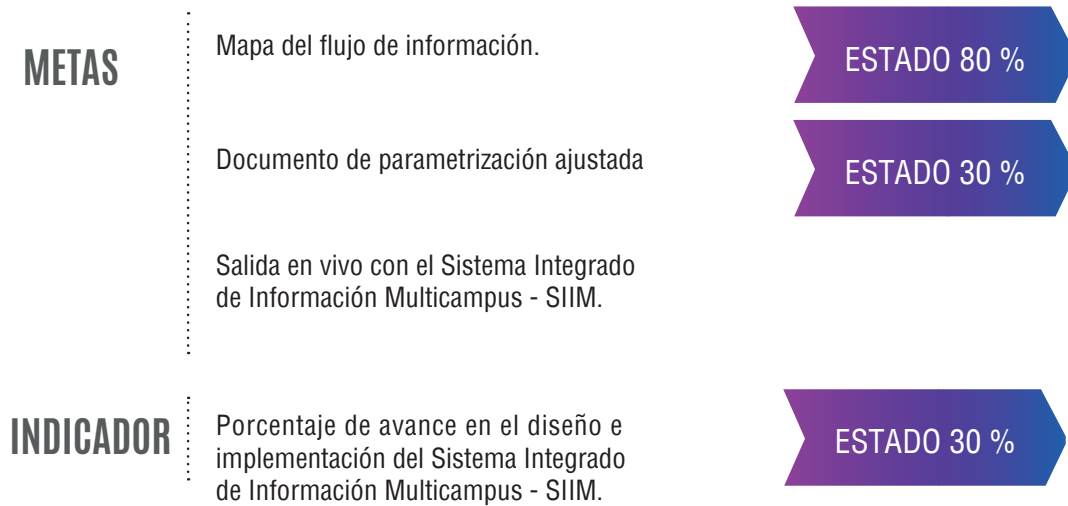 METAS
Mapa del flujo de información.
ESTADO 80 %
Documento de parametrización ajustada
ESTADO 30 %
Salida en vivo con el Sistema Integrado
de Información Multicampus - SIIM.
INDICADOR
Porcentaje de avance en el diseño e
implementación del Sistema Integrado
de Información Multicampus - SIIM.
ESTADO 30 %